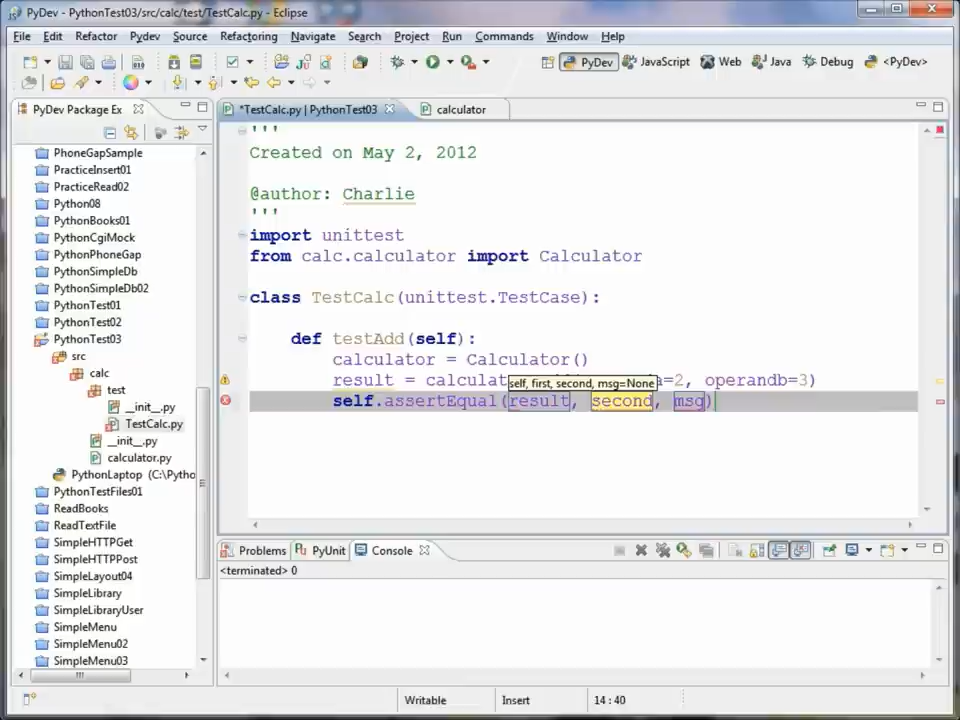 PyDev - PythonTest03/src/calc/test/TestCalc.py - Eclipse
File Edit Refactor Pydev Source Refactoring Navigate Search Project Run Commands Window Help
PyDev JavaScript Web Java Debug <PyDev>
PyDev Package Ex
*TestCalc.py | PythonTest03
calculator
PhoneGapSample
PracticeInsert01
PracticeRead02
Python08
PythonBooks01
PythonCgiMock
PythonPhoneGap
PythonSimpleDb
PythonSimpleDb02
PythonTest01
PythonTest02
PythonTest03
src
calc
test
__init__.py
TestCalc.py
__init__.py
calculator.py
PythonLaptop (C:\Pytho
PythonTestFiles01
ReadBooks
ReadTextFile
SimpleHTTPGet
SimpleHTTPPost
SimpleLayout04
SimpleLibrary
SimpleLibraryUser
SimpleMenu
SimpleMenu02
SimpleMenu03
'''
Created on May 2, 2012
@author: Charlie
'''
import unittest
from calc.calculator import Calculator
class TestCalc(unittest.TestCase):
def testAdd(self):
calculator = Calculator()
self, first, second, msg=None
result = calculat a=2, operandb=3)
self.assertEqual(result, second, msg)
Problems PyUnit Console
<terminated> 0
Writable Insert 14:40